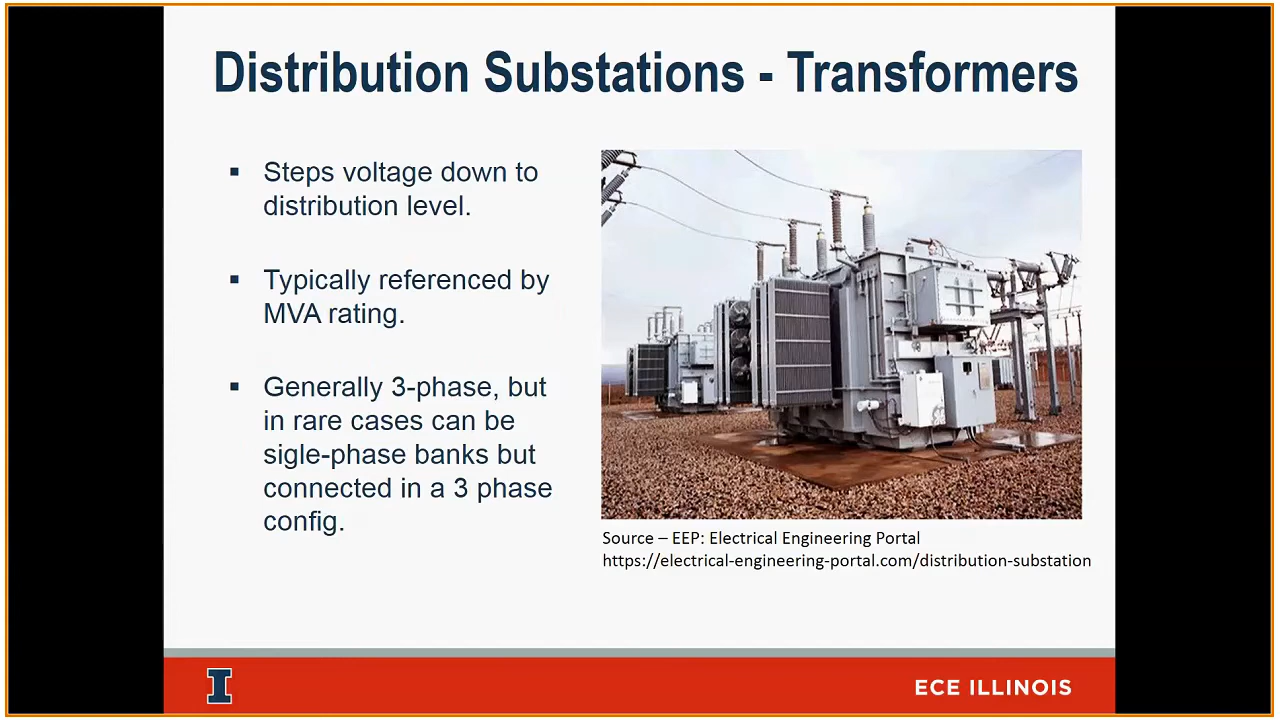 Distribution Substations - Transformers
▪ Steps voltage down to
distribution level.
▪ Typically referenced by
MVA rating.
▪ Generally 3-phase, but
in rare cases can be
sigle-phase banks but
connected in a 3 phase
config.
Source – EEP: Electrical Engineering Portal
https://electrical-engineering-portal.com/distribution-substation
I
ECE ILLINOIS